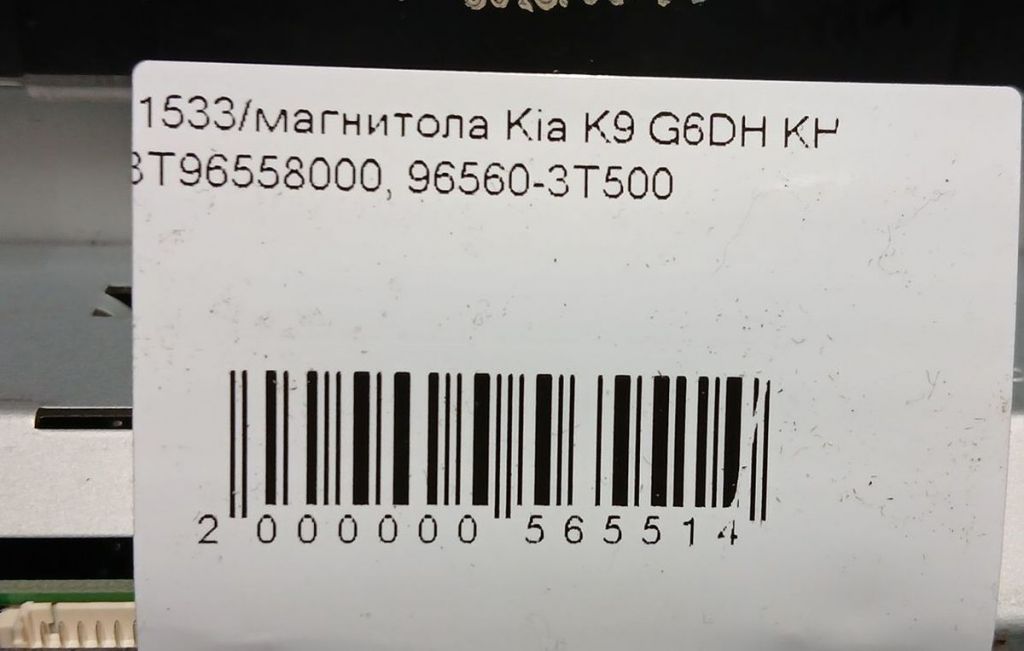 1533/магнитола Kia K9 G6DH KH
3T96558000, 96560-3T500
2 000000 565514